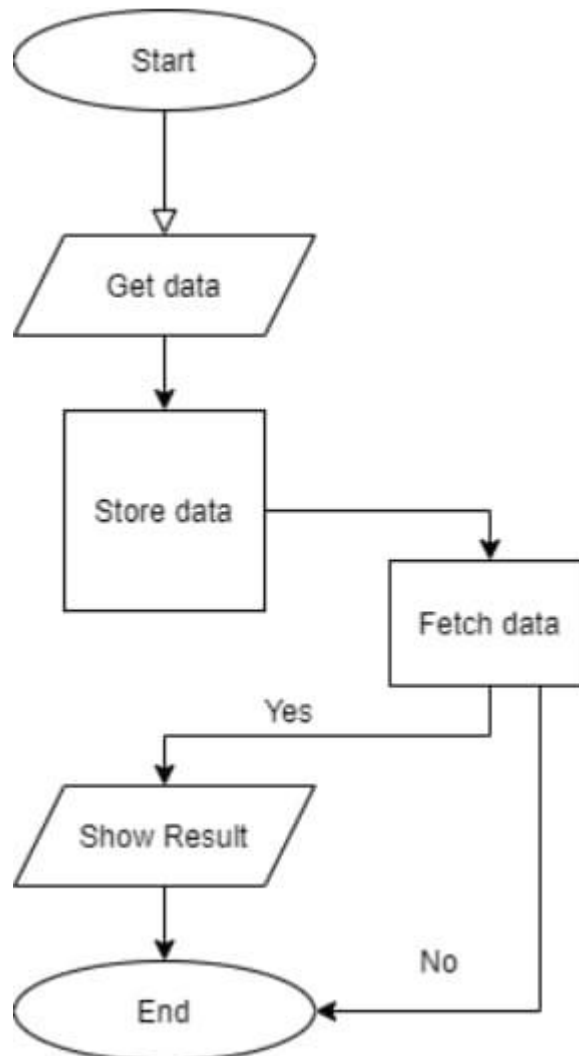 Start
Get data
Store data
Fetch data
Yes
Show Result
No
End